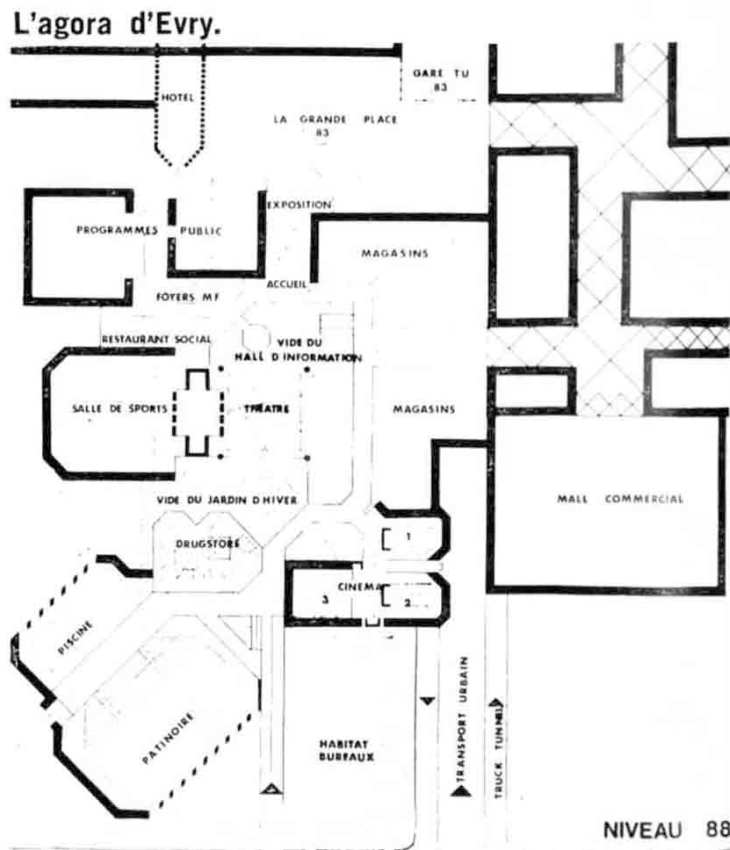 L'agora d'Evry.
GARE TU
83
HOTEL
LA GRANDE PLACE
83
EXPOSITION
PROGRAMMES PUBLIC
MAGASINS
ACCUEIL
FOYERS MF
RESTAURANT SOCIAL
VIDE DU
HALL D'INFORMATION
SALLE DE SPORTS
THEATRE
MAGASINS
VIDE DU JARDIN D'HIVER
MALL COMMERCIAL
DRUGSTORE
1
CINEMA
3
2
PISCINE
PATINOIRE
HABITAT
BUREAUX
TRANSPORT URBAIN
TRUCK TUNNEL
NIVEAU 88